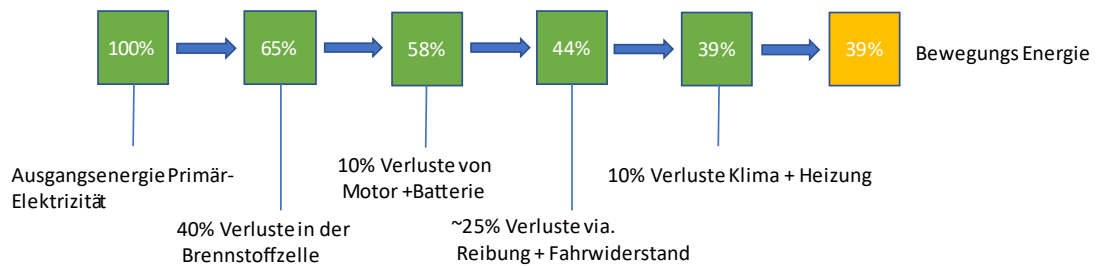 100%
65%
58%
44%
39%
39%
Bewegungs Energie
Ausgangsenergie Primär-
Elektrizität
40% Verluste in der
Brennstoffzelle
10% Verluste von
Motor +Batterie
~25% Verluste via.
Reibung + Fahrwiderstand
10% Verluste Klima + Heizung